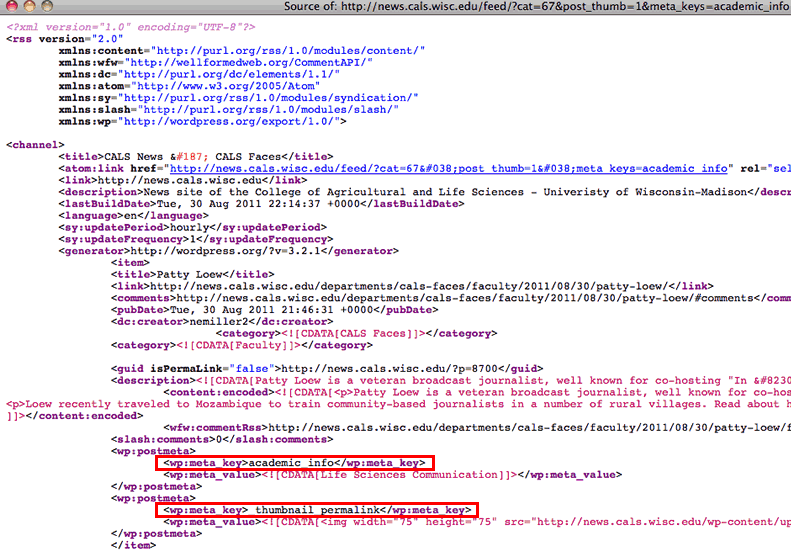 Source of: http://news.cals.wisc.edu/feed/?cat=67&post_thumb=1&meta_keys=academic_info
<?xml version="1.0" encoding="UTF-8"?>
<rss version="2.0"
xmlns:content="http://purl.org/rss/1.0/modules/content/"
xmlns:wfw="http://wellformedweb.org/CommentAPI/"
xmlns:dc="http://purl.org/dc/elements/1.1/"
xmlns:atom="http://www.w3.org/2005/Atom"
xmlns:sy="http://purl.org/rss/1.0/modules/syndication/"
xmlns:slash="http://purl.org/rss/1.0/modules/slash/"
xmlns:wp="http://wordpress.org/export/1.0/">
<channel>
<title>CALS News &#187; CALS Faces</title>
<atom:link href="http://news.cals.wisc.edu/feed/?cat=67&#038;post_thumb=1&#038;meta_keys=academic_info" rel="sel
<link>http://news.cals.wisc.edu</link>
<description>News site of the College of Agricultural and Life Sciences - Univeristy of Wisconsin-Madison</desc
<lastBuildDate>Tue, 30 Aug 2011 22:14:37 +0000</lastBuildDate>
<language>en</language>
<sy:updatePeriod>hourly</sy:updatePeriod>
<sy:updateFrequency>1</sy:updateFrequency>
<generator>http://wordpress.org/?v=3.2.1</generator>
<item>
<title>Patty Loew</title>
<link>http://news.cals.wisc.edu/departments/cals-faces/faculty/2011/08/30/patty-loew/</link>
<comments>http://news.cals.wisc.edu/departments/cals-faces/faculty/2011/08/30/patty-loew/#comments</com
<pubDate>Tue, 30 Aug 2011 21:46:31 +0000</pubDate>
<dc:creator>nemiller2</dc:creator>
<category><![CDATA[CALS Faces]]></category>
<category><![CDATA[Faculty]]></category>
<guid isPermaLink="false">http://news.cals.wisc.edu/?p=8700</guid>
<description><![CDATA[Patty Loew is a veteran broadcast journalist, well known for co-hosting "In &#8230
<content:encoded><![CDATA[<p>Patty Loew is a veteran broadcast journalist, well known for co-hos
<p>Loew recently traveled to Mozambique to train community-based journalists in a number of rural villages. Read about h
]]></content:encoded>
<wfw:commentRss>http://news.cals.wisc.edu/departments/cals-faces/faculty/2011/08/30/patty-loew/f
<slash:comments>0</slash:comments>
<wp:postmeta>
<wp:meta_key>academic_info</wp:meta_key>
<wp:meta_value><![CDATA[Life Sciences Communication]]></wp:meta_value>
</wp:postmeta>
<wp:postmeta>
<wp:meta_key>_thumbnail_permalink</wp:meta_key>
<wp:meta_value><![CDATA[<img width="75" height="75" src="http://news.cals.wisc.edu/wp-content/up
</wp:postmeta>
</item>